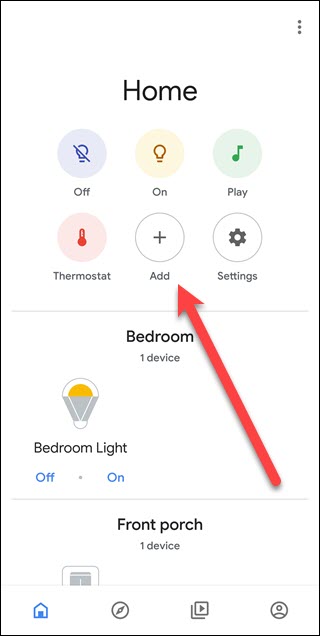 Home
Off
On
Play
Thermostat
Add
Settings
Bedroom
1 device
Bedroom Light
Off • On
Front porch
1 device